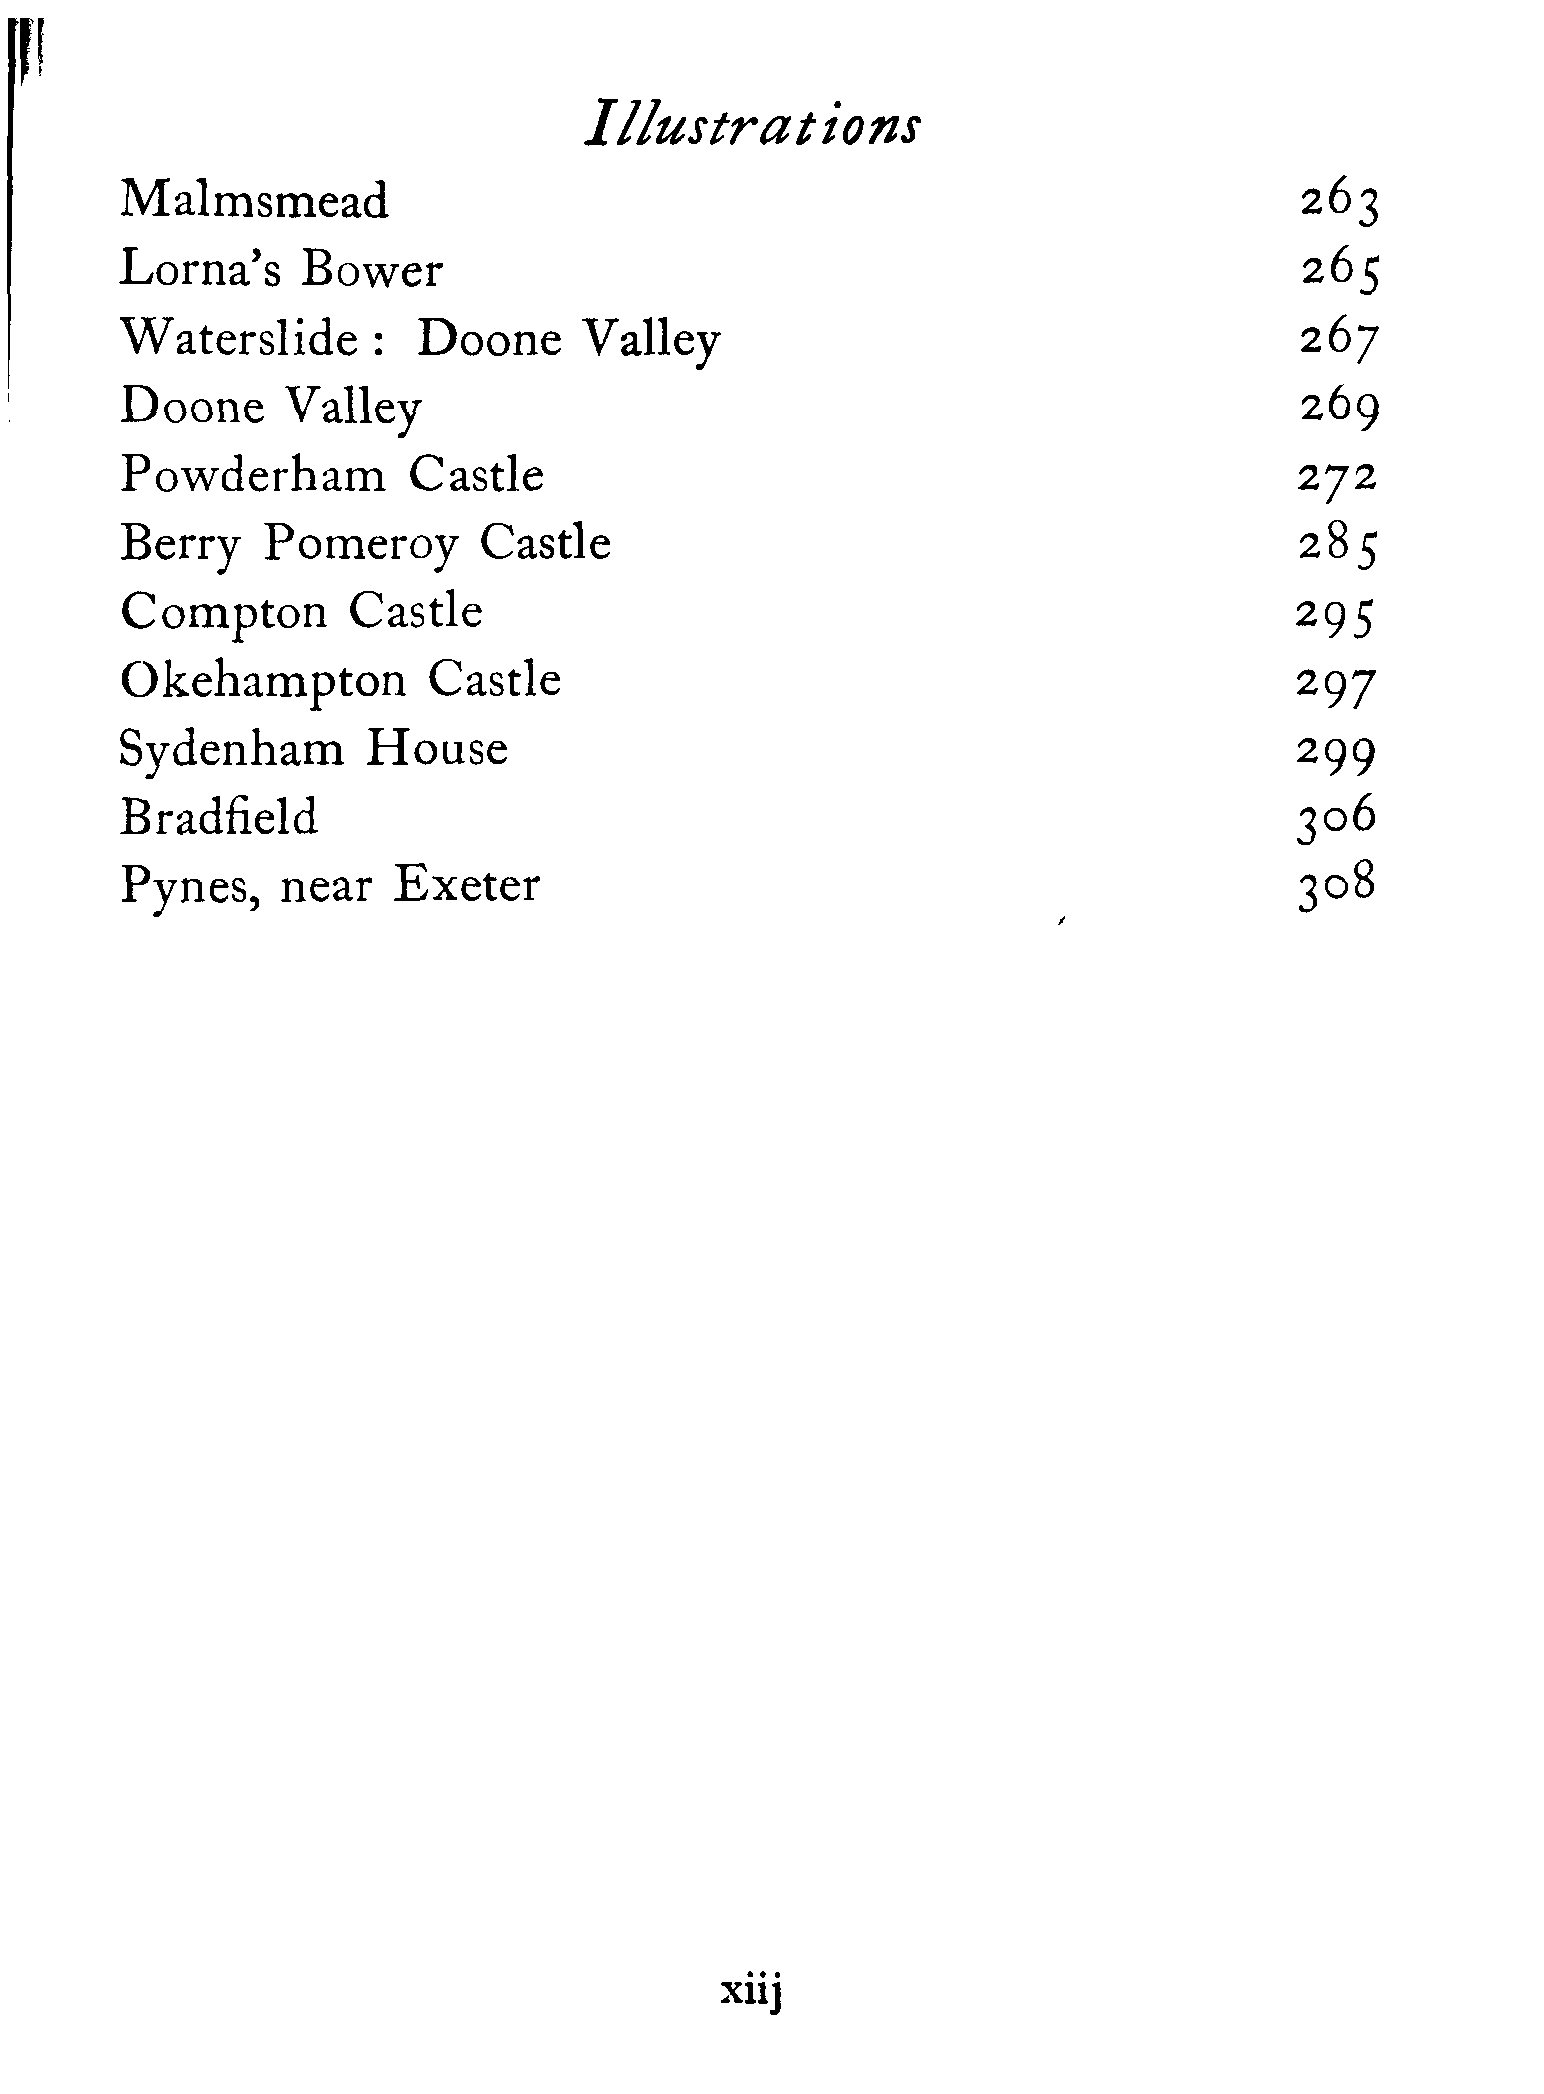 Illustrations
Malmsmead 263
Lorna's Bower 265
Waterslide : Doone Valley 267
Doone Valley 269
Powderham Castle 272
Berry Pomeroy Castle 285
Compton Castle 295
Okehampton Castle 297
Sydenham House 299
Bradfield 306
Pynes, near Exeter 308
xiij